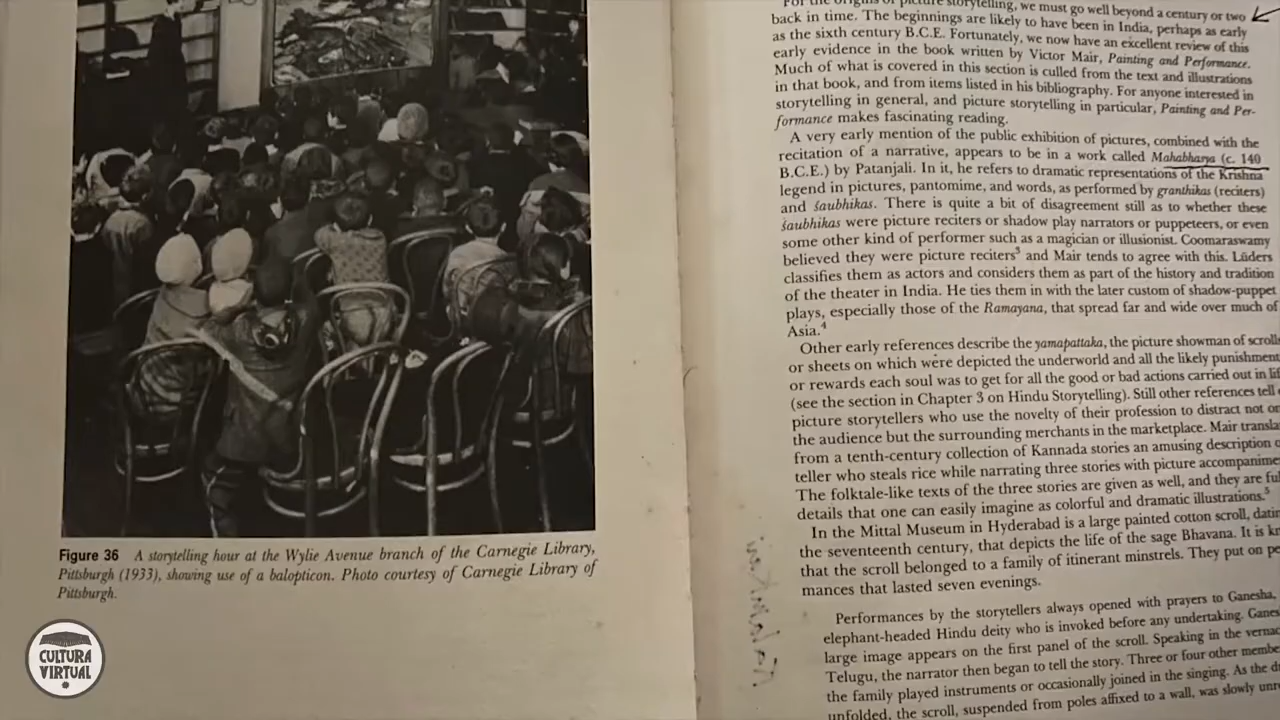 Figure 36 A storytelling hour at the Wylie Avenue branch of the Carnegie Library,
Pittsburgh (1933), showing use of a balopticon. Photo courtesy of Carnegie Library of
Pittsburgh.
CULTURA
VIRTUAL
For the origins of picture storytelling, we must go well beyond a century or two
back in time. The beginnings are likely to have been in India, perhaps as early
as the sixth century B.C.E. Fortunately, we now have an excellent review of this
early evidence in the book written by Victor Mair, Painting and Performance.
Much of what is covered in this section is culled from the text and illustrations
in that book, and from items listed in his bibliography. For anyone interested in
storytelling in general, and picture storytelling in particular, Painting and Per-
formance makes fascinating reading.
A very early mention of the public exhibition of pictures, combined with the
recitation of a narrative, appears to be in a work called Mahabharya (c. 140
B.C.E.) by Patanjali. In it, he refers to dramatic representations of the Krishna
legend in pictures, pantomime, and words, as performed by granthikas (reciters)
and śaubhikas. There is quite a bit of disagreement still as to whether these
śaubhikas were picture reciters or shadow play narrators or puppeteers, or even
some other kind of performer such as a magician or illusionist. Coomaraswamy
believed they were picture reciters³ and Mair tends to agree with this. Lüders
classifies them as actors and considers them as part of the history and tradition
of the theater in India. He ties them in with the later custom of shadow-puppet
plays, especially those of the Ramayana, that spread far and wide over much of
Asia.⁴
Other early references describe the yamapattaka, the picture showman of scrolls
or sheets on which were depicted the underworld and all the likely punishment
or rewards each soul was to get for all the good or bad actions carried out in
(see the section in Chapter 3 on Hindu Storytelling). Still other references tell
picture storytellers who use the novelty of their profession to distract not
the audience but the surrounding merchants in the marketplace. Mair
from a tenth-century collection of Kannada stories an amusing description
teller who steals rice while narrating three stories with picture
The folktale-like texts of the three stories are given as well, and they are
details that one can easily imagine as colorful and dramatic illustrations.⁵
In the Mittal Museum in Hyderabad is a large painted cotton scroll,
the seventeenth century, that depicts the life of the sage Bhavana. It is
that the scroll belonged to a family of itinerant minstrels. They put on
mances that lasted seven evenings.
Performances by the storytellers always opened with prayers to Ganesha,
elephant-headed Hindu deity who is invoked before any undertaking.
large image appears on the first panel of the scroll. Speaking in the
Telugu, the narrator then began to tell the story. Three or four other
the family played instruments or occasionally joined in the singing. As the
unfolded, the scroll, suspended from poles affixed to a wall, was slowly